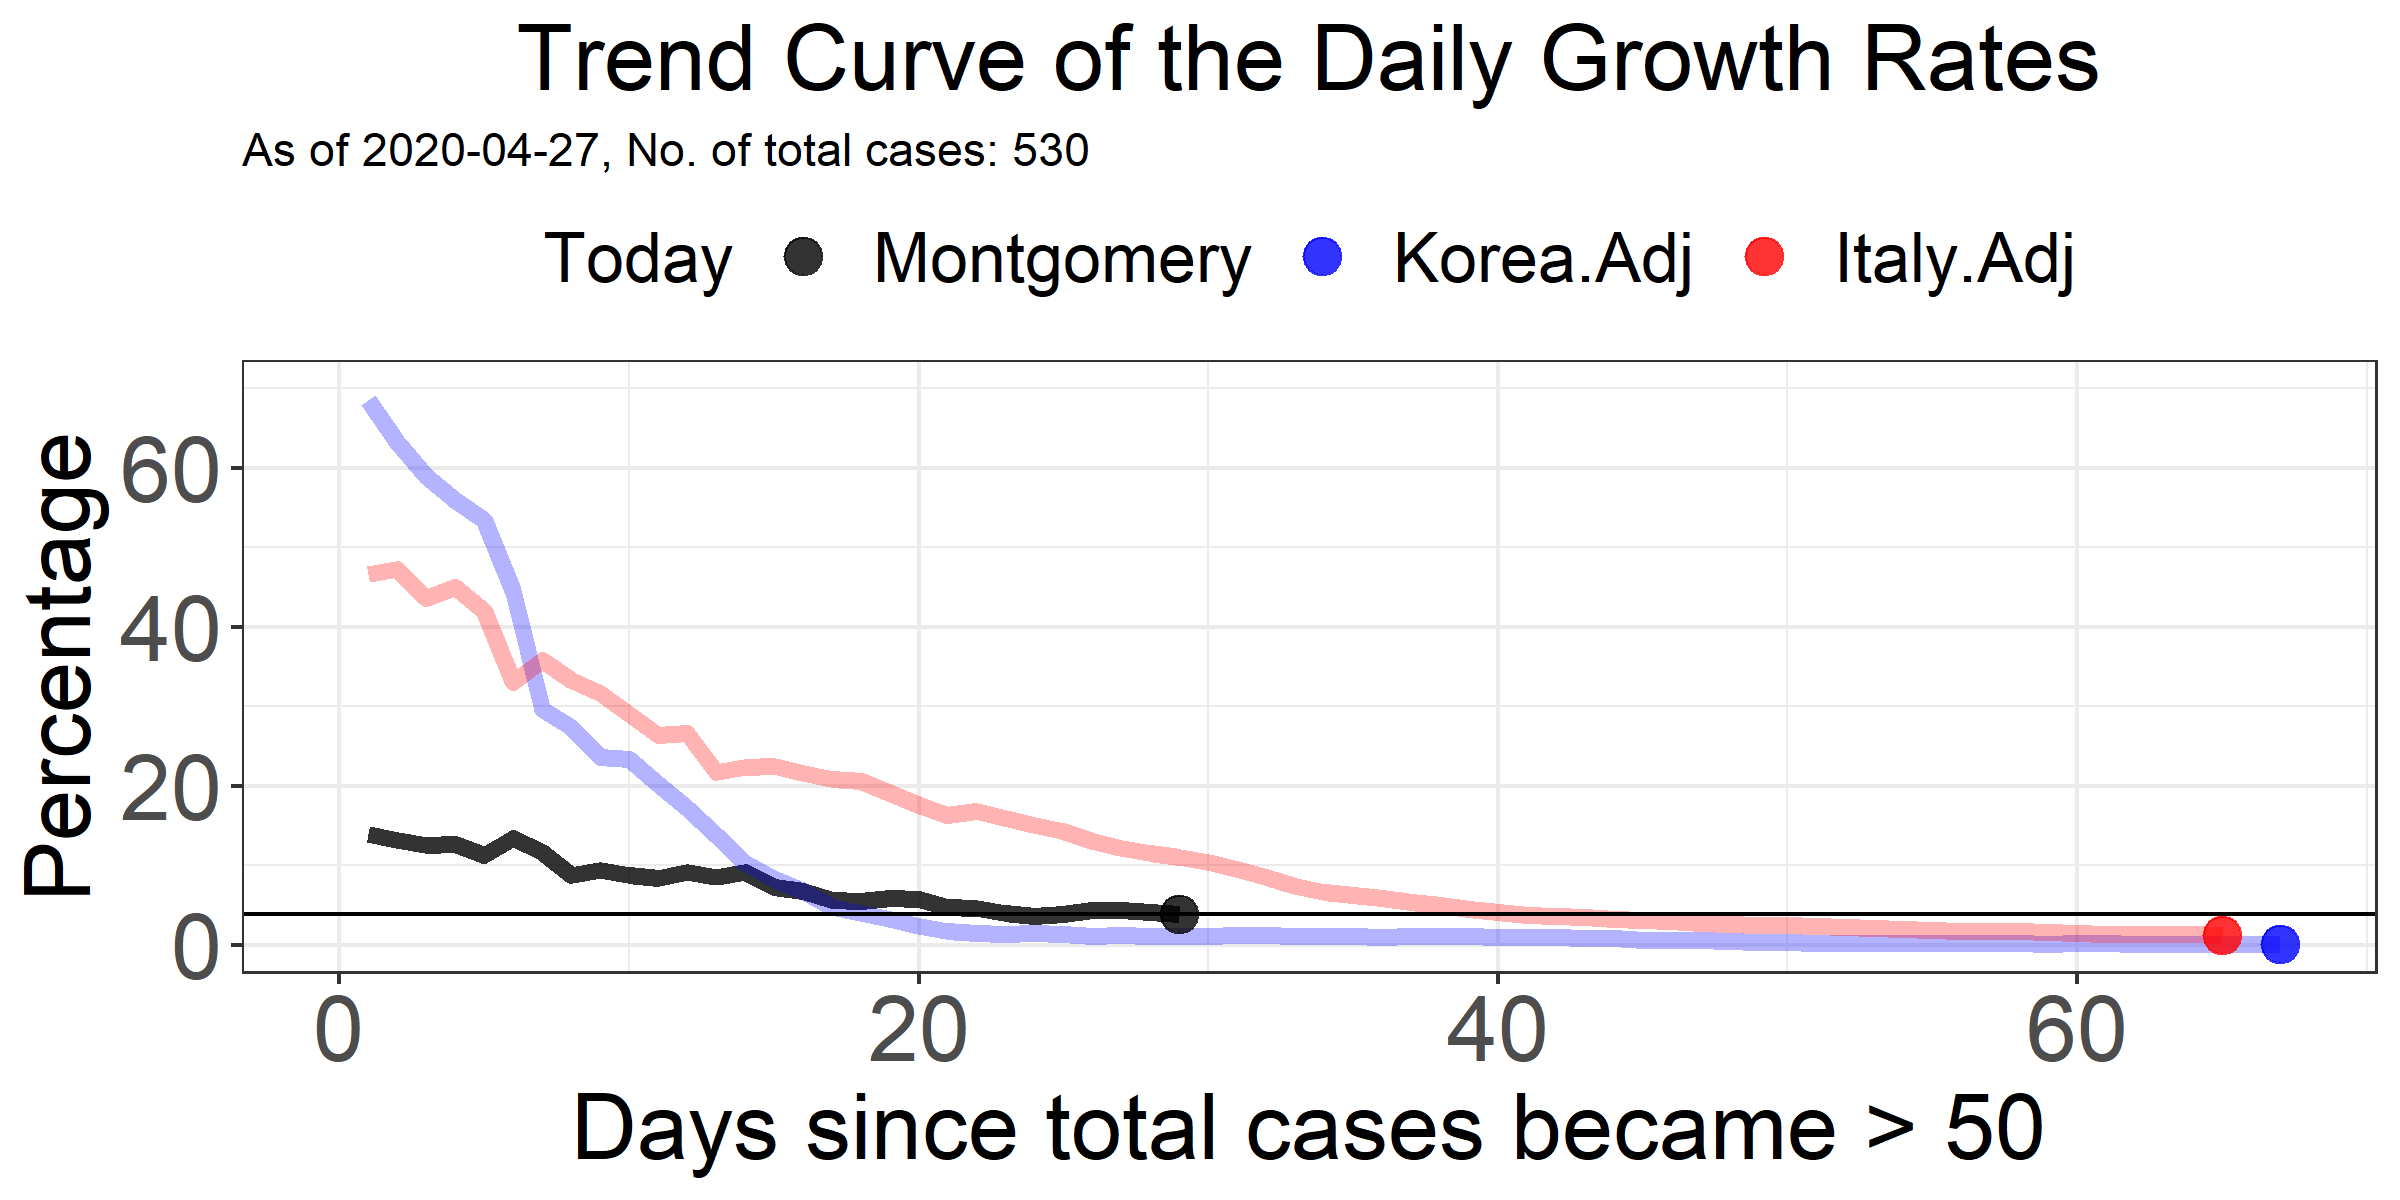 Trend Curve of the Daily Growth Rates
As of 2020-04-27, No. of total cases: 530
Today Montgomery Korea.Adj Italy.Adj
Percentage
60
40
20
0
0 20 40 60
Days since total cases became > 50